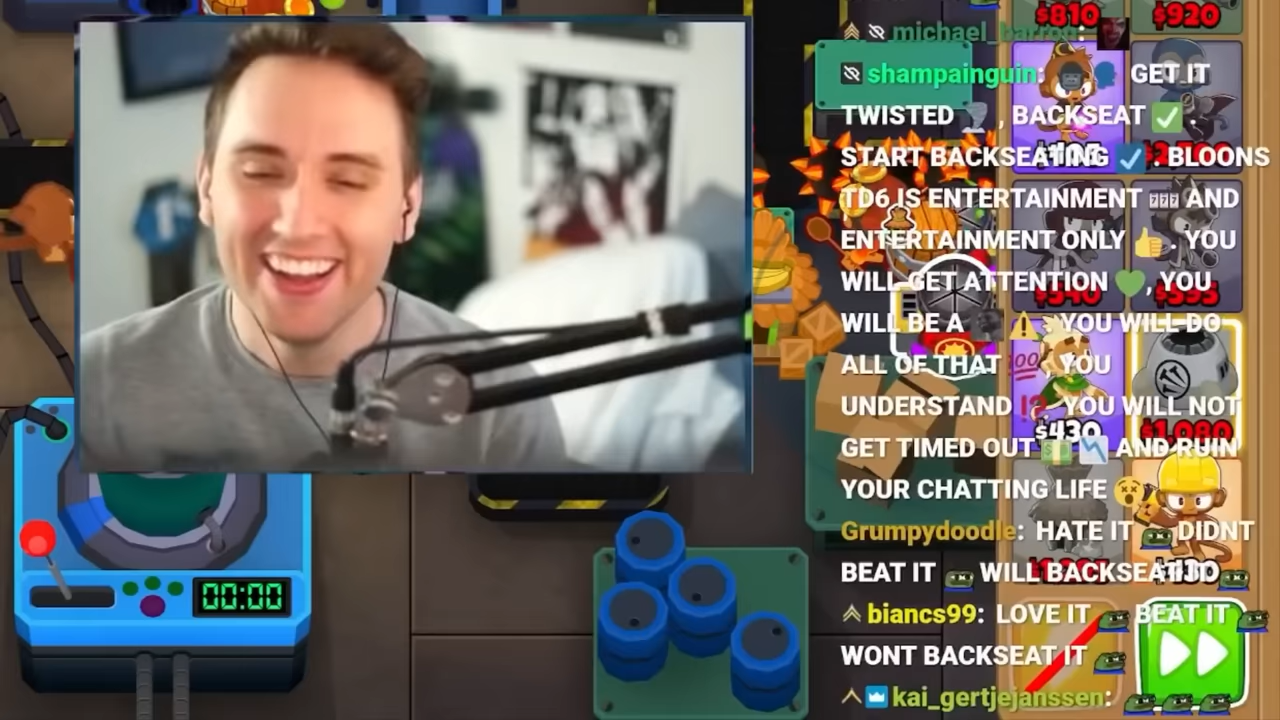 $810
$920
michael_barrog:
shampainguin: GET IT
TWISTED , BACKSEAT .
START BACKSEATING . BLOONS
TD6 IS ENTERTAINMENT AND
ENTERTAINMENT ONLY . YOU
WILL GET ATTENTION , YOU
WILL BE A . YOU WILL DO
ALL OF THAT 100 , YOU
UNDERSTAND !? . YOU WILL NOT
$430
$1,080
GET TIMED OUT AND RUIN
YOUR CHATTING LIFE
Grumpydoodle: HATE IT DIDNT
BEAT IT WILL BACKSEAT IT
00:00
biancs99: LOVE IT BEAT IT
WONT BACKSEAT IT
kai_gertjejanssen: